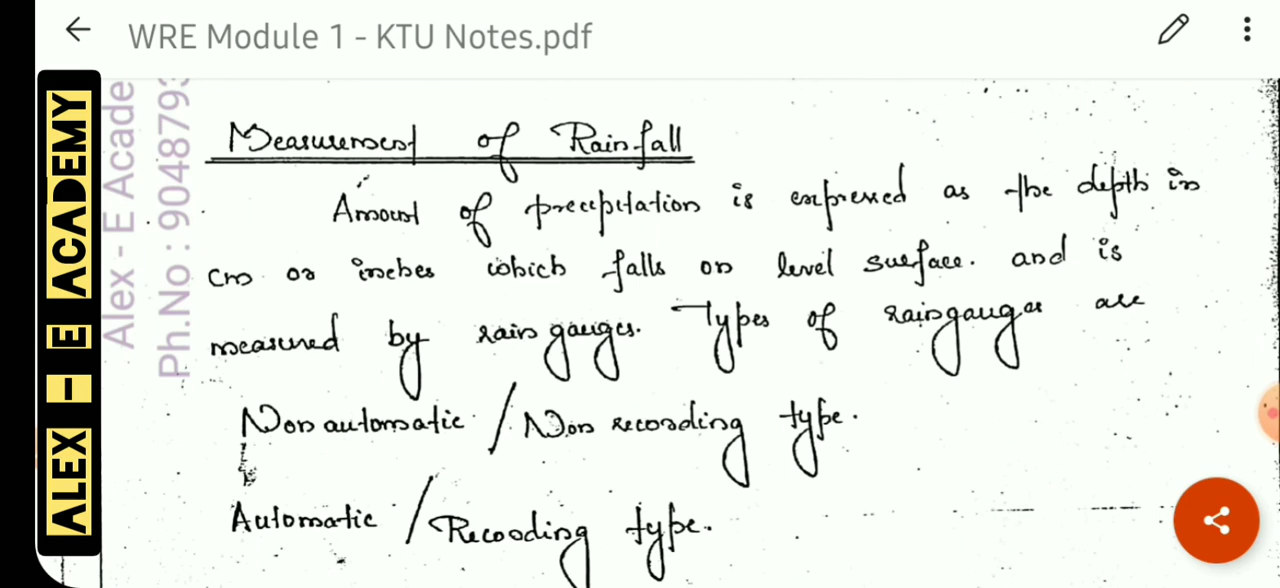 WRE Module 1 - KTU Notes.pdf
ALEX - E ACADEMY
Alex - E Acade
Ph.No : 9048793
Measurement of Rainfall
Amount of precipitation is expressed as the depth in
cm or inches which falls on level surface. and is
measured by rain gauges. Types of raingauges are
Non automatic / Non recording type.
Automatic / Recording type.